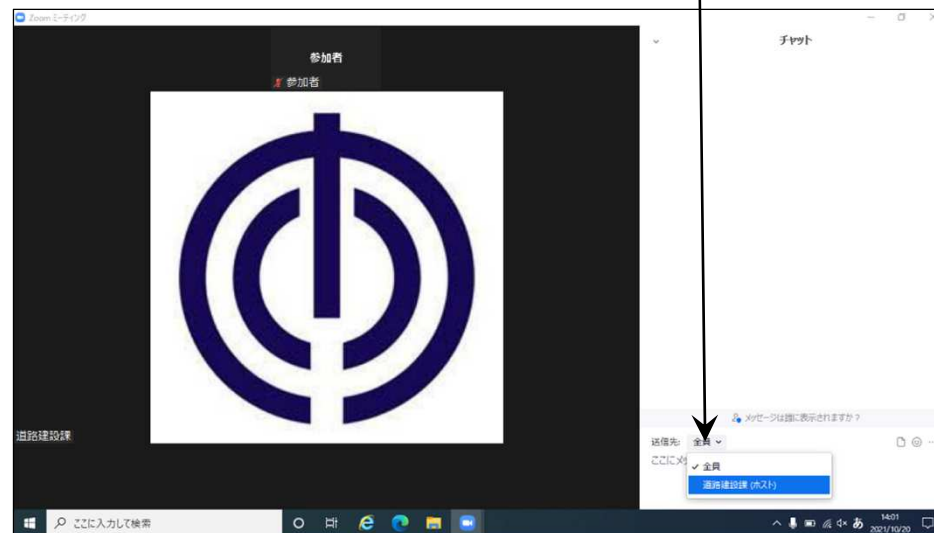 Zoom ミーティング
参加者
参加者
道路建設課
チャット
メッセージは誰に表示されますか?
送信先: 全員
ここにメ
✓ 全員
道路建設課 (ホスト)
ここに入力して検索
あ
14:01
2021/10/20